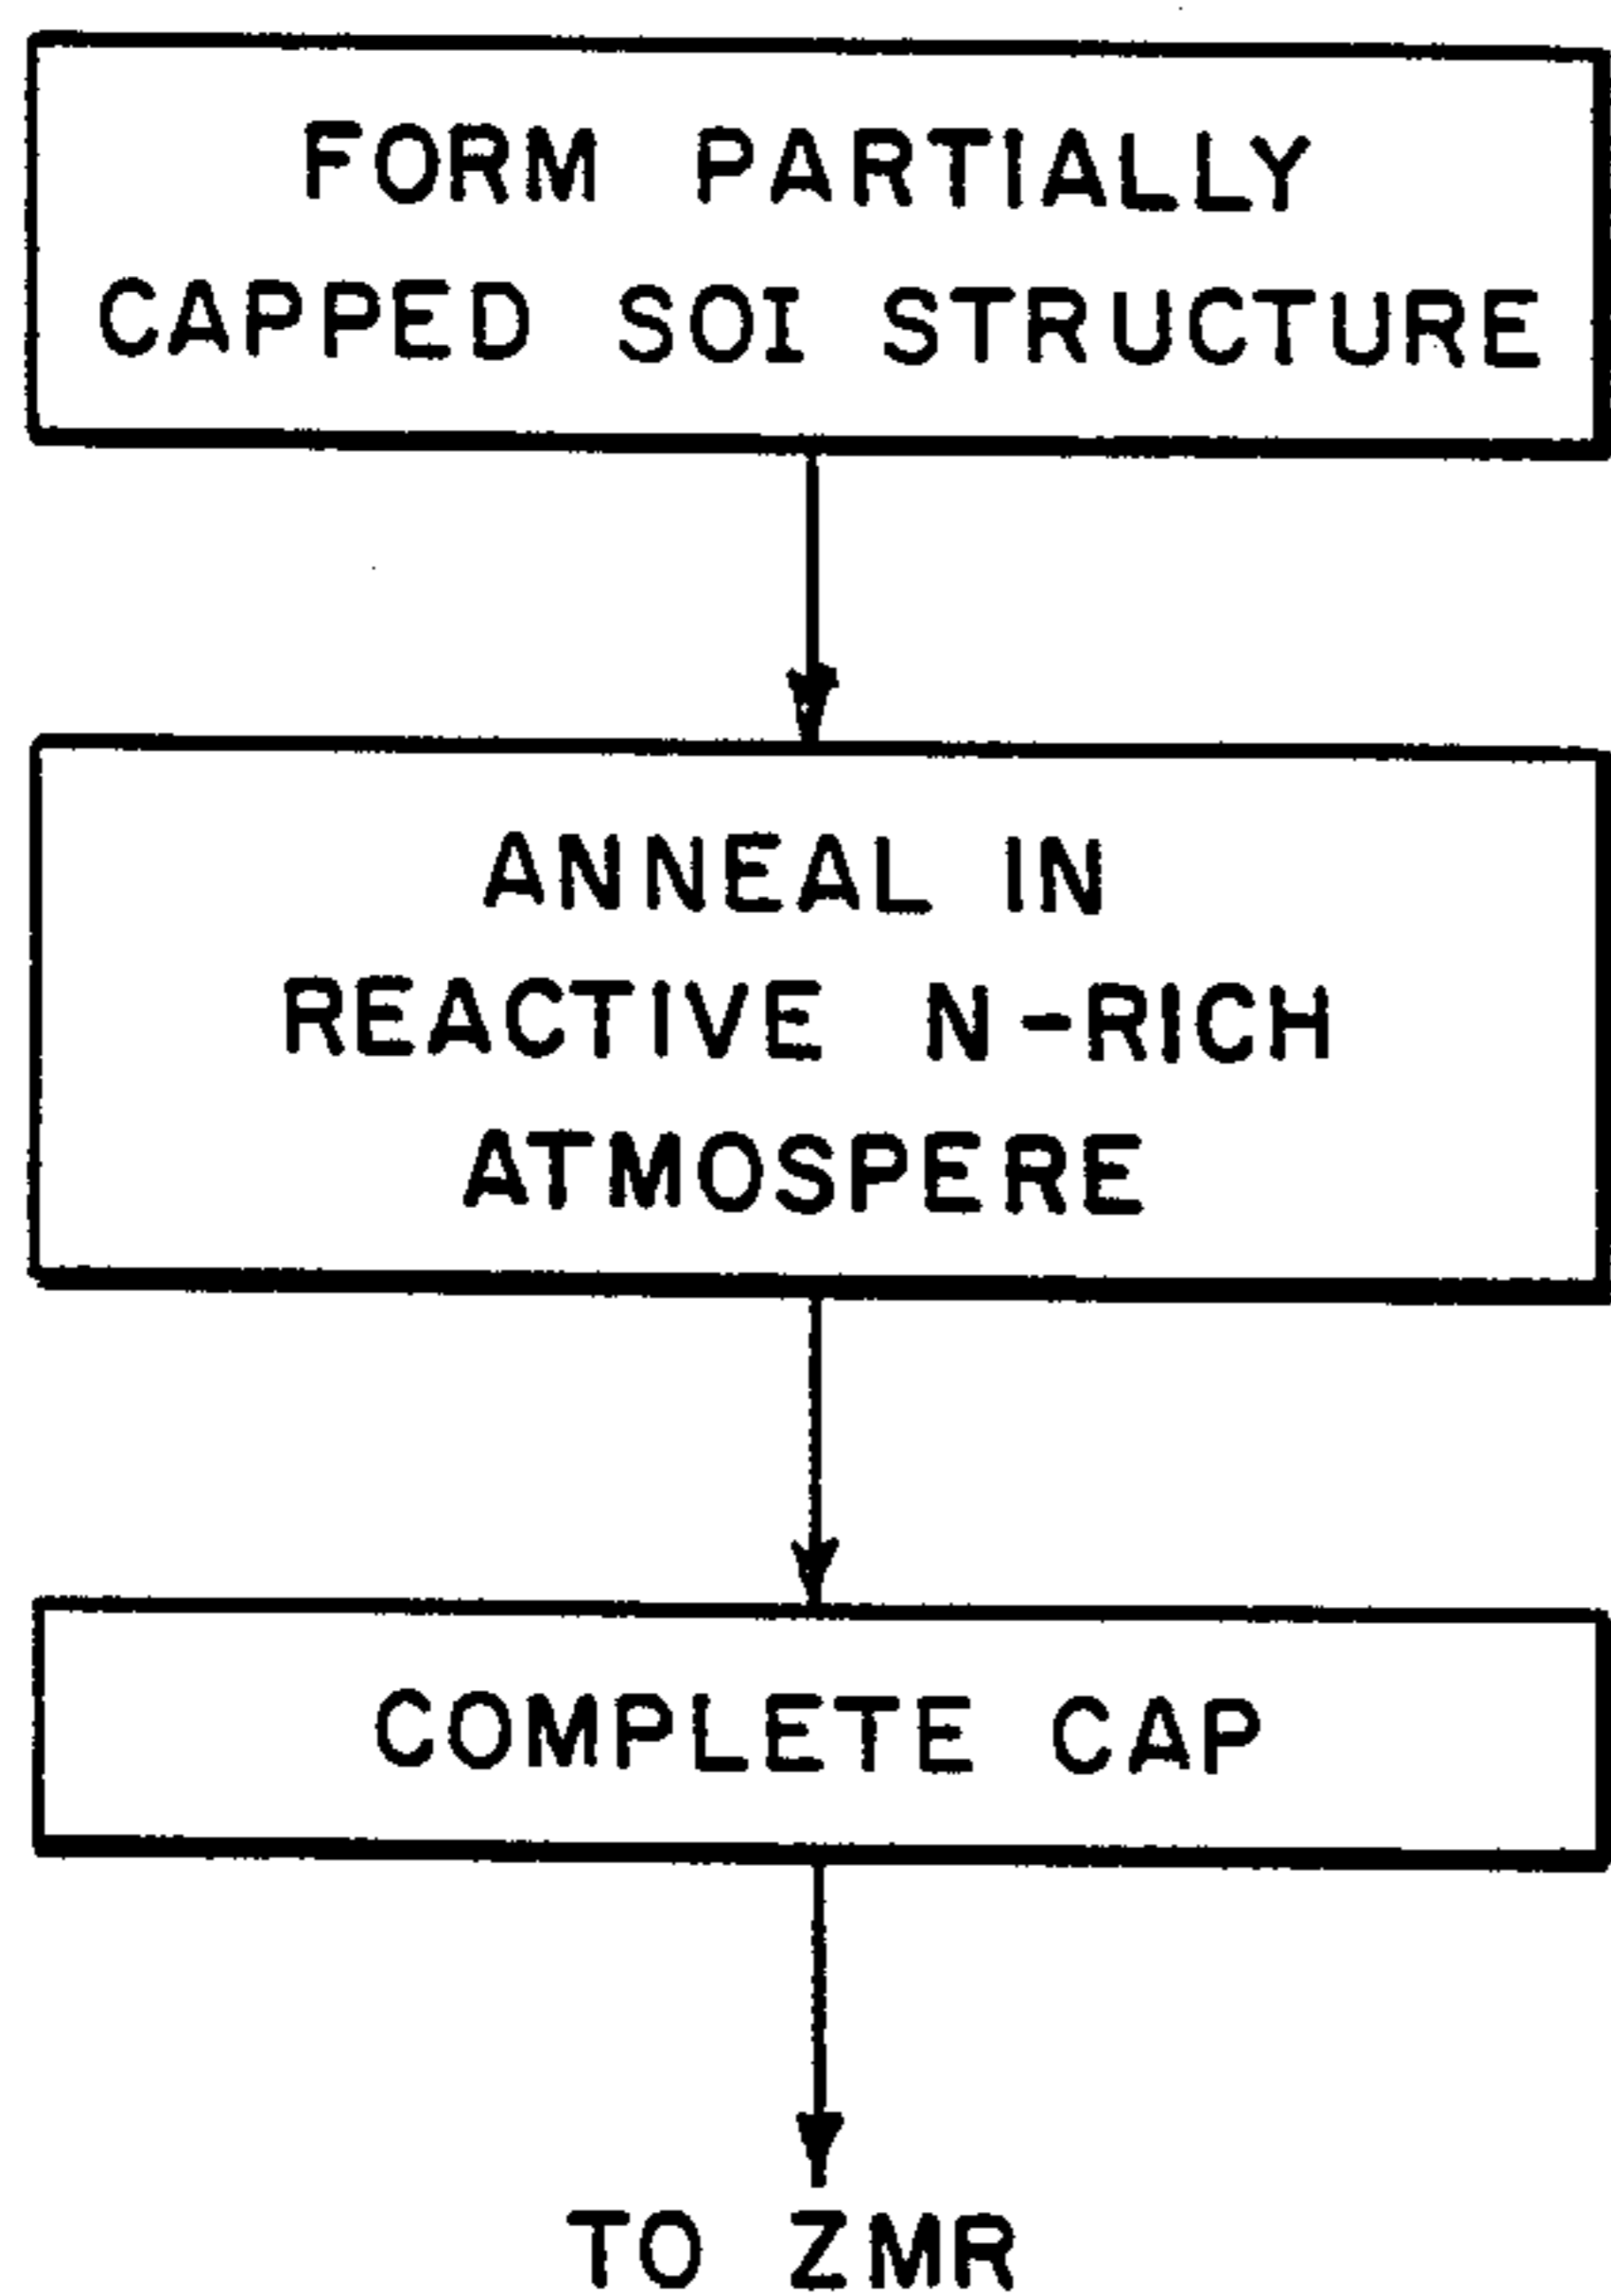 FORM PARTIALLY
CAPPED SOI STRUCTURE
ANNEAL IN
REACTIVE N-RICH
ATMOSPERE
COMPLETE CAP
TO ZMR